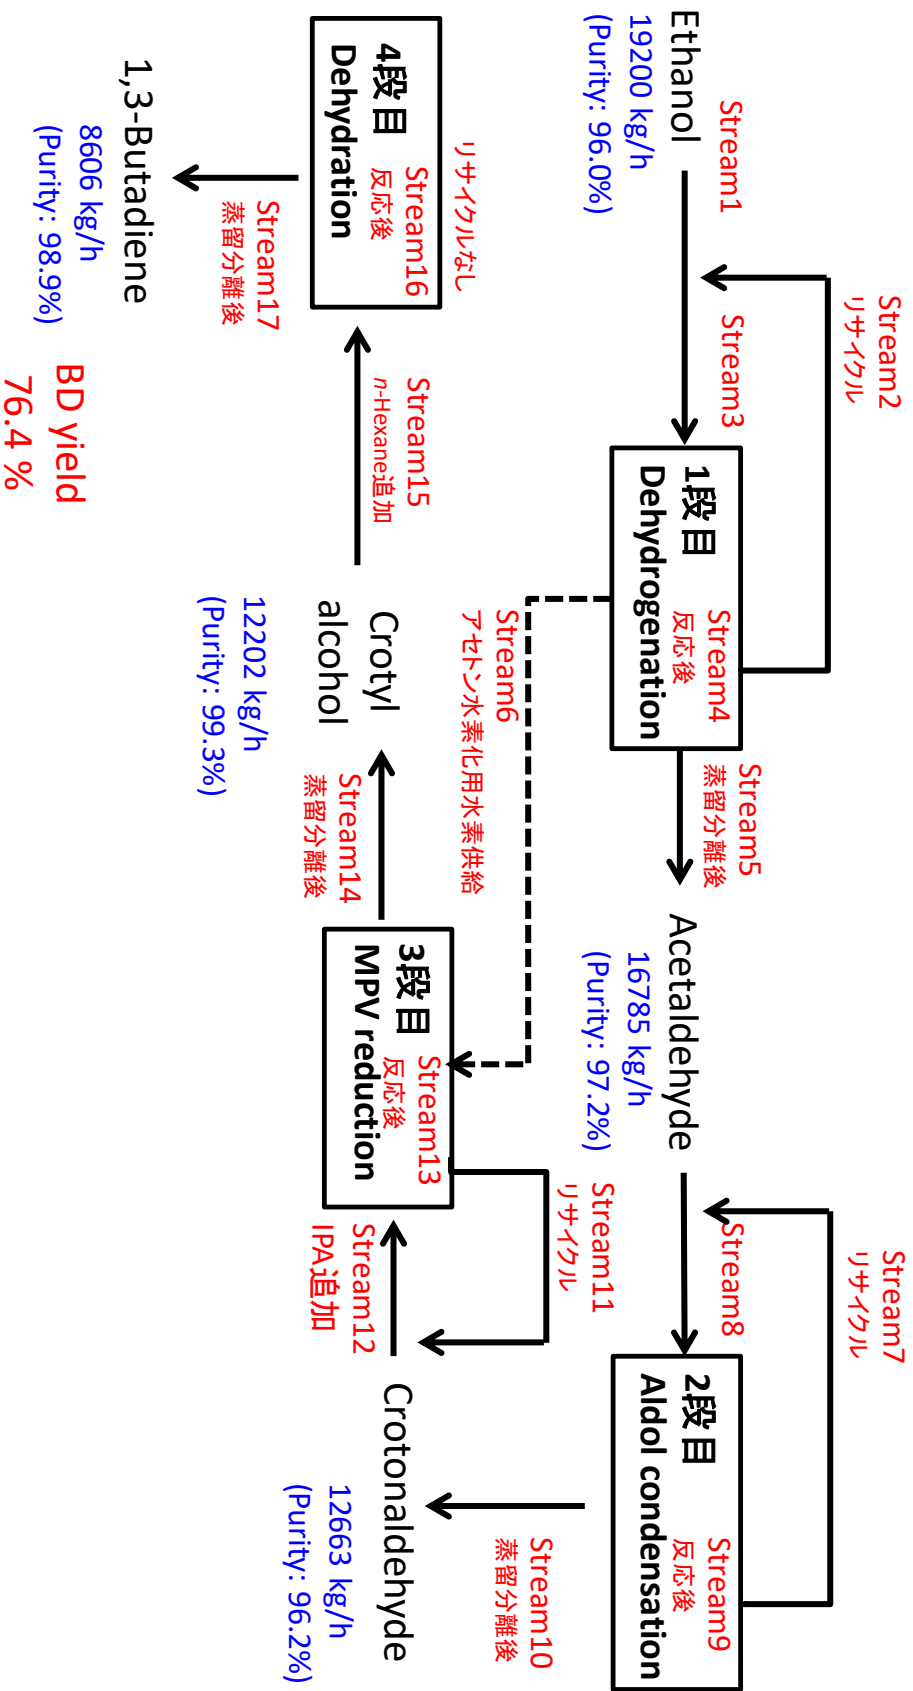 Stream2
リサイクル
Stream7
リサイクル
Stream1
Stream3
1段目
Stream4
反応後
Dehydrogenation
Stream5
蒸留分離後
Stream8
2段目
Stream9
反応後
Aldol condensation
Ethanol
19200 kg/h
(Purity: 96.0%)
Acetaldehyde
16785 kg/h
(Purity: 97.2%)
Stream6
アセトン水素化用水素供給
Stream11
リサイクル
Stream10
蒸留分離後
リサイクルなし
4段目
Stream16
反応後
Dehydration
Stream15
n-Hexane追加
Crotyl
alcohol
12202 kg/h
(Purity: 99.3%)
Stream14
蒸留分離後
3段目
Stream13
反応後
MPV reduction
Stream12
IPA追加
Crotonaldehyde
12663 kg/h
(Purity: 96.2%)
Stream17
蒸留分離後
1,3-Butadiene
8606 kg/h
(Purity: 98.9%)
BD yield
76.4 %